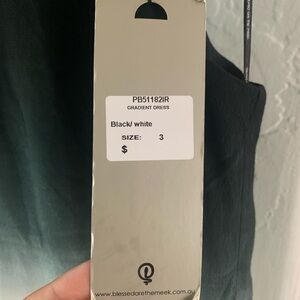 PB51182IR
GRADIENT DRESS
Black/ white
SIZE: 3
$
www.blessedarethemeek.com.au